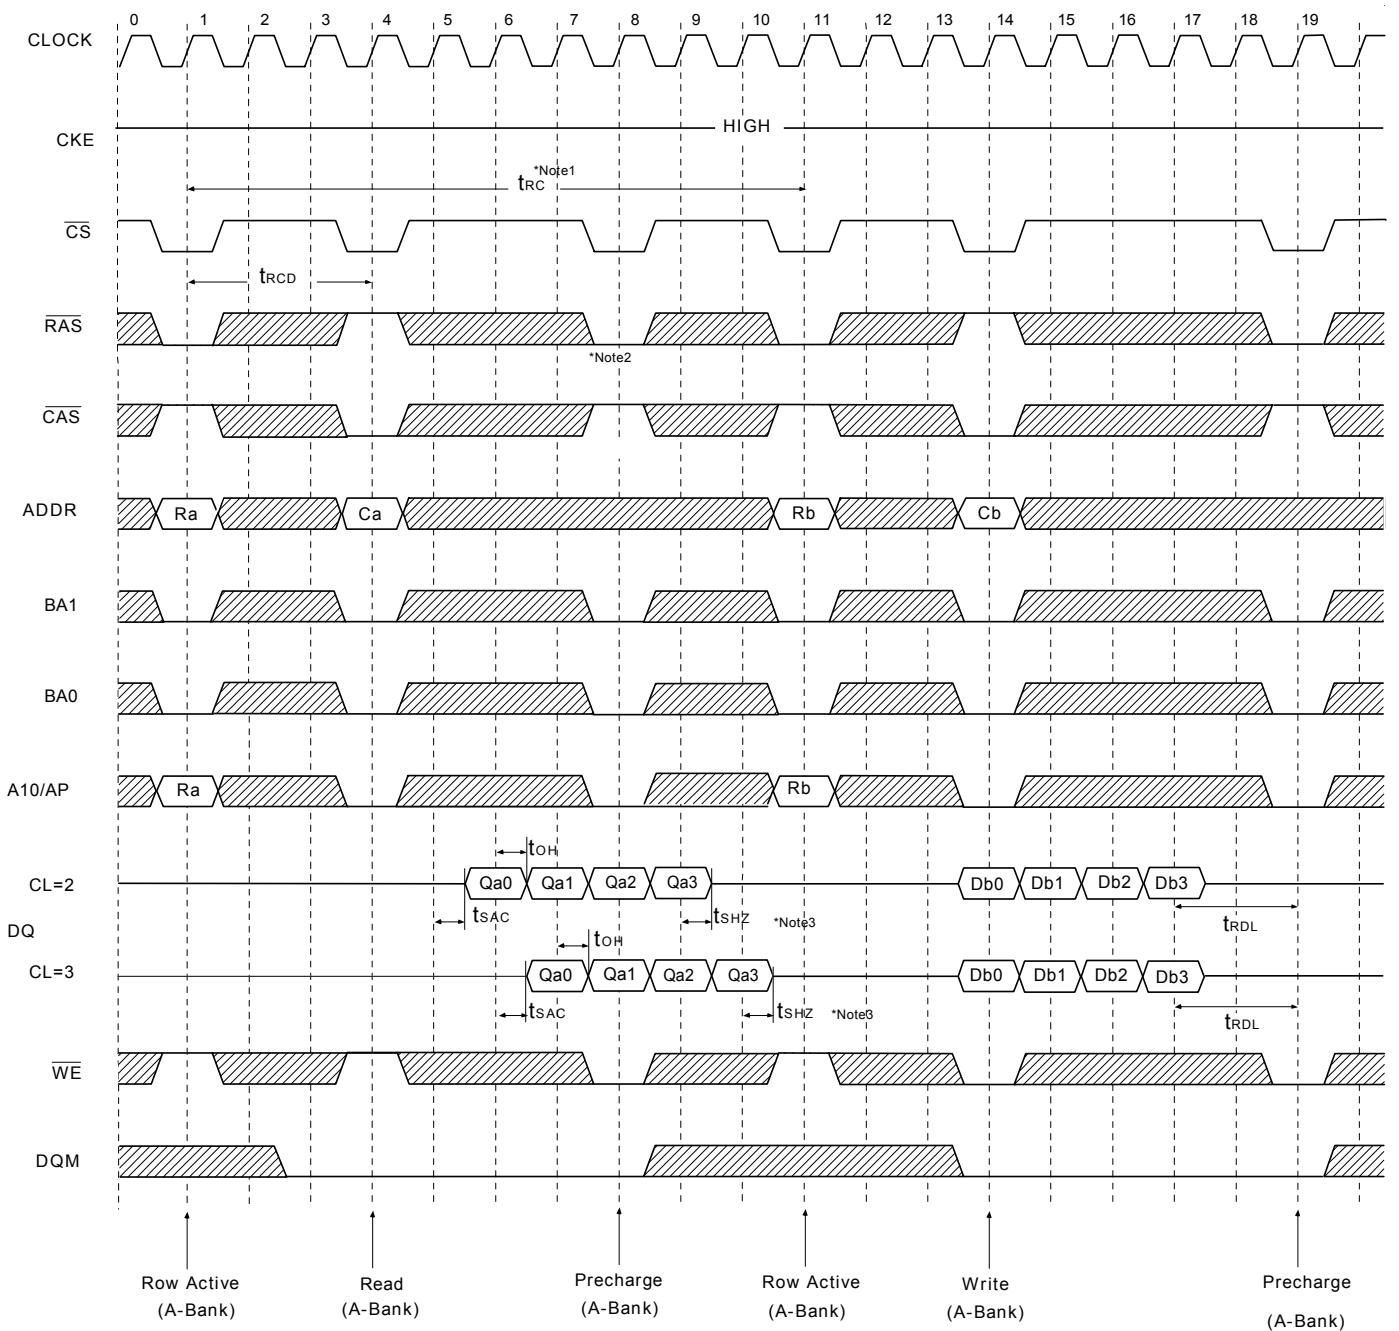 0 1 2 3 4 5 6 7 8 9 10 11 12 13 14 15 16 17 18 19
CLOCK
HIGH
CKE
tRC *Note1
CS
tRCD
RAS
*Note2
CAS
ADDR Ra Ca Rb Cb
BA1
BA0
A10/AP Ra Rb
tOH
CL=2 Qa0 Qa1 Qa2 Qa3 Db0 Db1 Db2 Db3
tSAC tSHZ *Note3 tRDL
DQ
tOH
CL=3 Qa0 Qa1 Qa2 Qa3 Db0 Db1 Db2 Db3
tSAC tSHZ *Note3 tRDL
WE
DQM
Row Active Read Precharge Row Active Write Precharge
(A-Bank) (A-Bank) (A-Bank) (A-Bank) (A-Bank) (A-Bank)